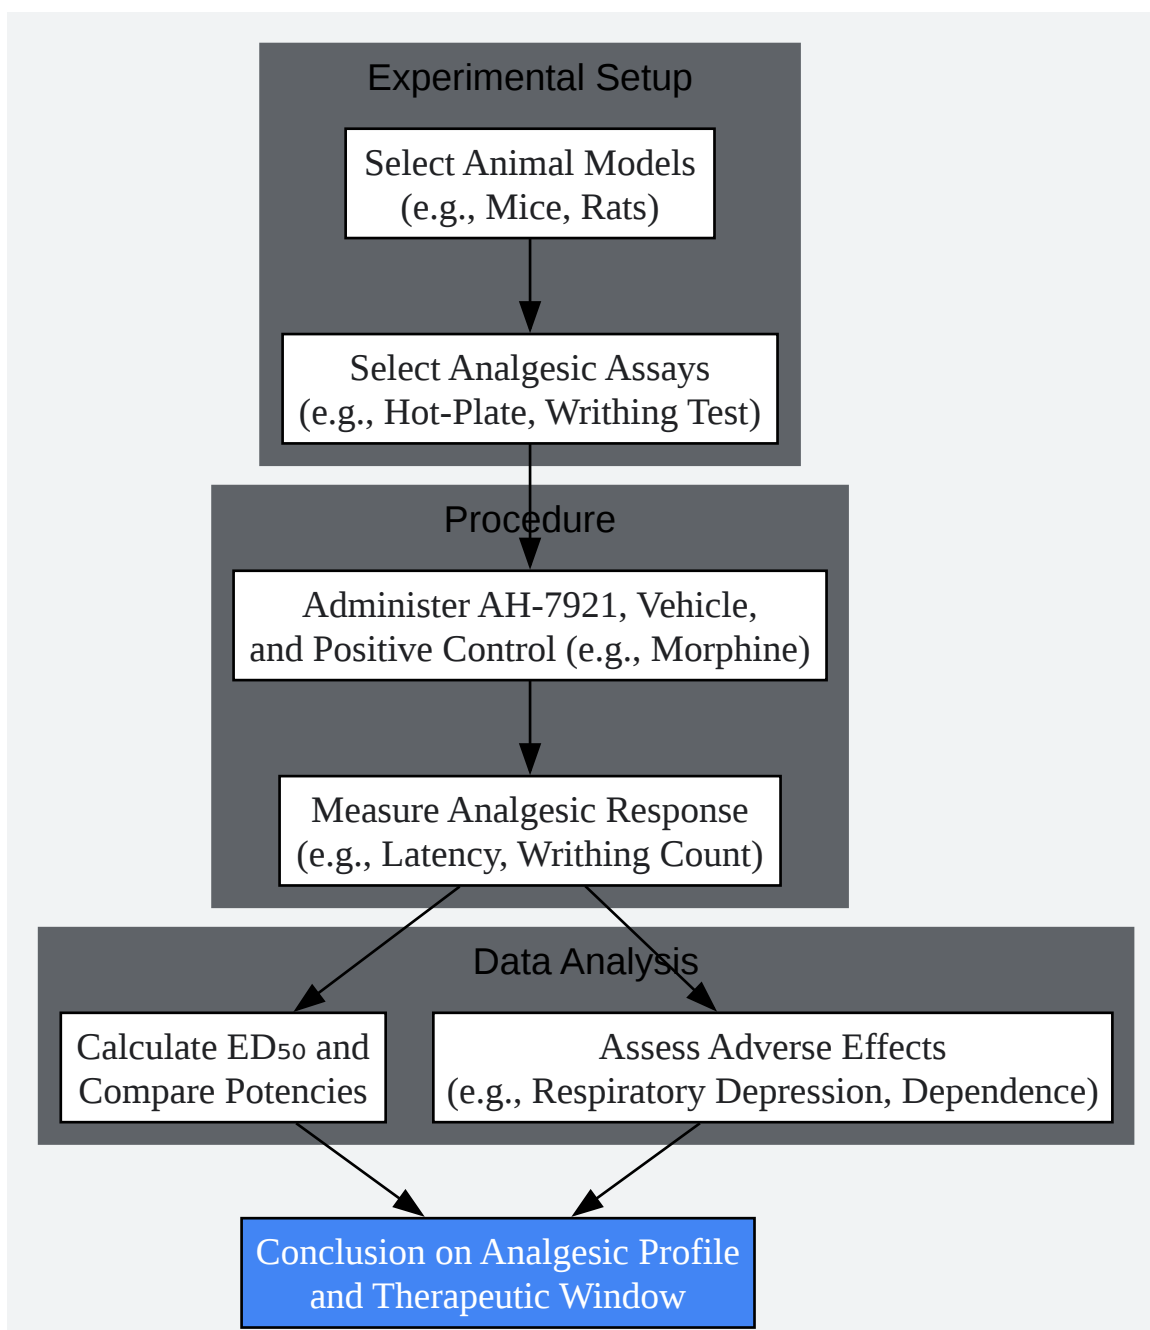 Experimental Setup
Select Animal Models
(e.g., Mice, Rats)
Select Analgesic Assays
(e.g., Hot-Plate, Writhing Test)
Procedure
Administer AH-7921, Vehicle,
and Positive Control (e.g., Morphine)
Measure Analgesic Response
(e.g., Latency, Writhing Count)
Data Analysis
Calculate ED₅₀ and
Compare Potencies
Assess Adverse Effects
(e.g., Respiratory Depression, Dependence)
Conclusion on Analgesic Profile
and Therapeutic Window